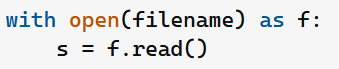 with open(filename) as f:
    s = f.read()